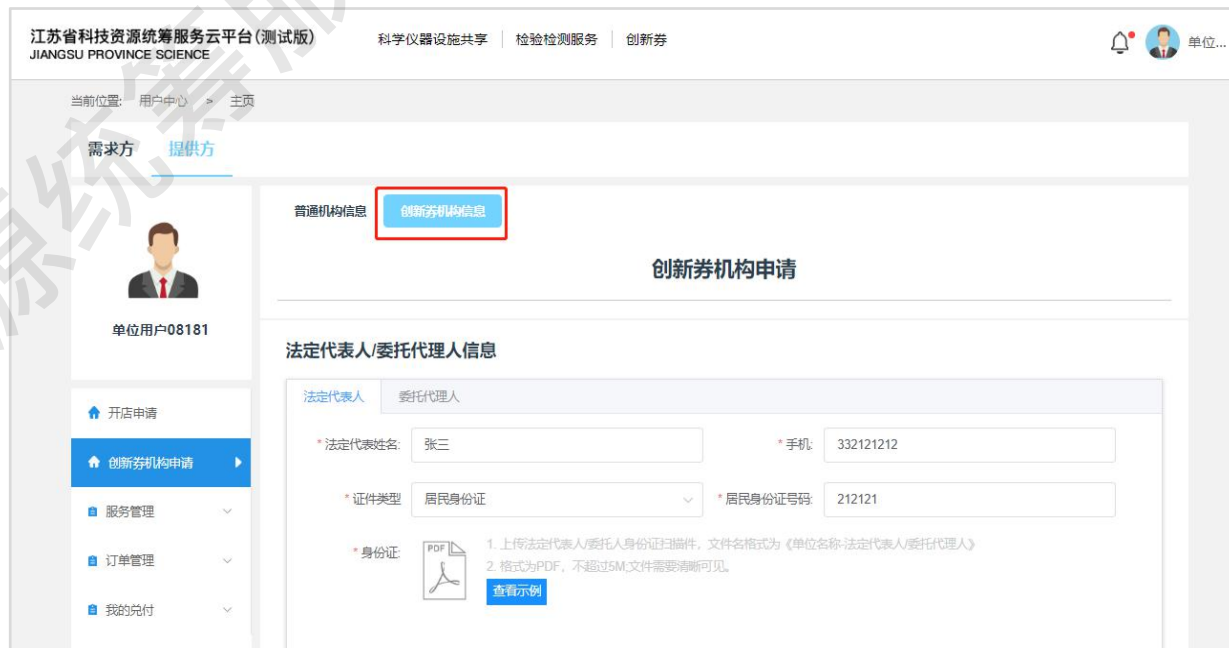 江苏省科技资源统筹服务云平台(测试版)
JIANGSU PROVINCE SCIENCE
科学仪器设施共享 检验检测服务 创新券
单位...
当前位置: 用户中心 > 主页
需求方 提供方
普通机构信息 创新券机构信息
创新券机构申请
单位用户08181
法定代表人/委托代理人信息
法定代表人 委托代理人
开店申请
*法定代表姓名: 张三 *手机: 332121212
创新券机构申请
*证件类型 居民身份证 *居民身份证号码: 212121
服务管理
*身份证: PDF 1. 上传法定代表人/委托人身份证扫描件，文件名格式为《单位名称-法定代表人/委托代理人》
2. 格式为PDF，不超过5M;文件需要清晰可见。
订单管理
查看示例
我的兑付
源统筹服